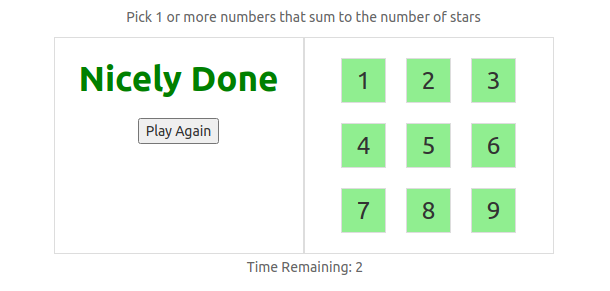 Pick 1 or more numbers that sum to the number of stars
Nicely Done
Play Again
1 2 3
4 5 6
7 8 9
Time Remaining: 2